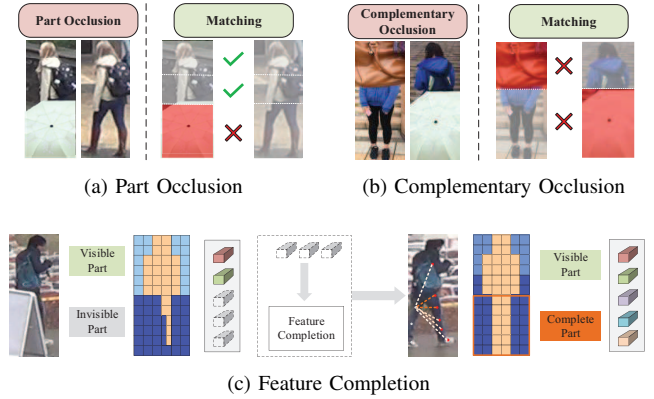 Part Occlusion
Matching
Complementary
Occlusion
Matching
(a) Part Occlusion
(b) Complementary Occlusion
Visible
Part
Invisible
Part
Feature
Completion
Visible
Part
Complete
Part
(c) Feature Completion